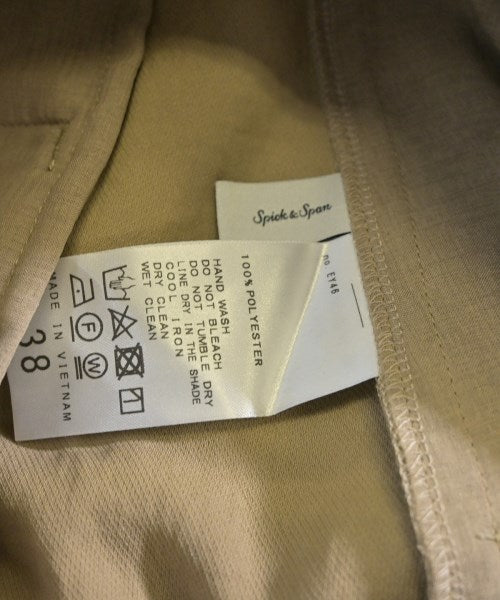 Spick & Span
no EY46
100% POLYESTER
HAND WASH
DO NOT BLEACH
DO NOT TUMBLE DRY
LINE DRY IN THE SHADE
COOL IRON
DRY CLEAN
WET CLEAN
F
W
MADE IN VIETNAM
38